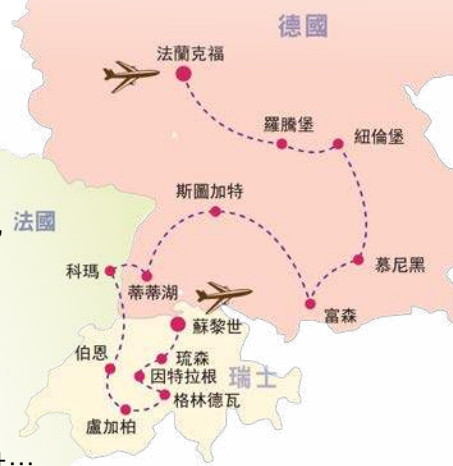 德國
法蘭克福
羅騰堡
紐倫堡
斯圖加特
法國
慕尼黑
科瑪
蒂蒂湖
富森
蘇黎世
伯恩
琉森
因特拉根
瑞士
格林德瓦
盧加柏